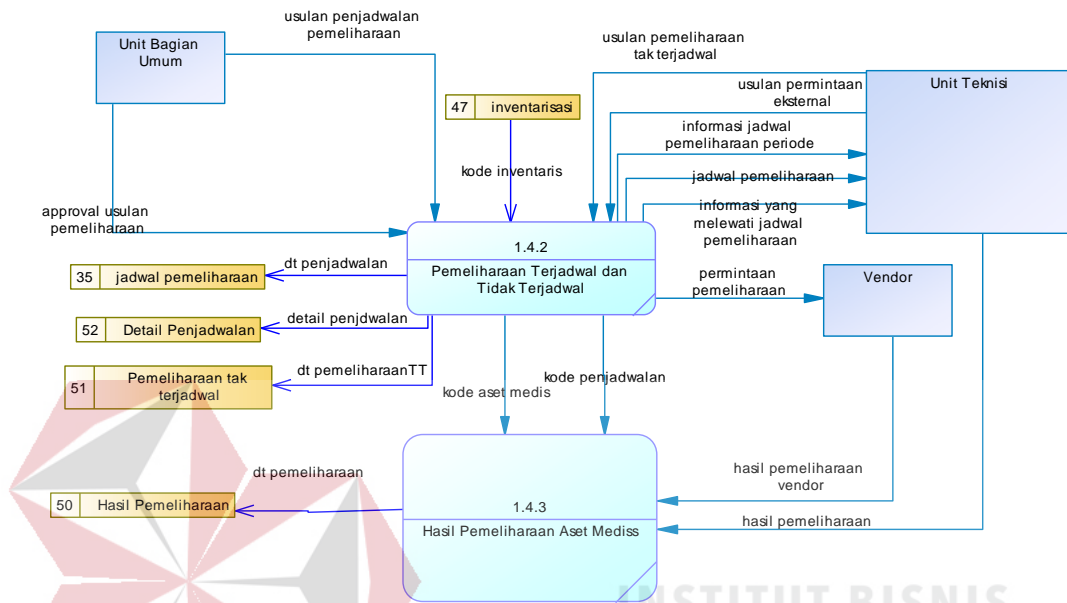 usulan penjadwalan
pemeliharaan
Unit Bagian
Umum
usulan pemeliharaan
tak terjadwal
usulan permintaan
eksternal
Unit Teknisi
47
inventarisasi
informasi jadwal
pemeliharaan periode
kode inventaris
jadwal pemeliharaan
informasi yang
melewati jadwal
pemeliharaan
approval usulan
pemeliharaan
1.4.2
Pemeliharaan Terjadwal dan
Tidak Terjadwal
dt penjadwalan
35
jadwal pemeliharaan
permintaan
pemeliharaan
Vendor
detail penjdwalan
52
Detail Penjadwalan
dt pemeliharaanTT
51
Pemeliharaan tak
terjadwal
kode aset medis
kode penjadwalan
dt pemeliharaan
hasil pemeliharaan
vendor
50
Hasil Pemeliharaan
1.4.3
Hasil Pemeliharaan Aset Mediss
hasil pemeliharaan
INSTITUT BISNIS